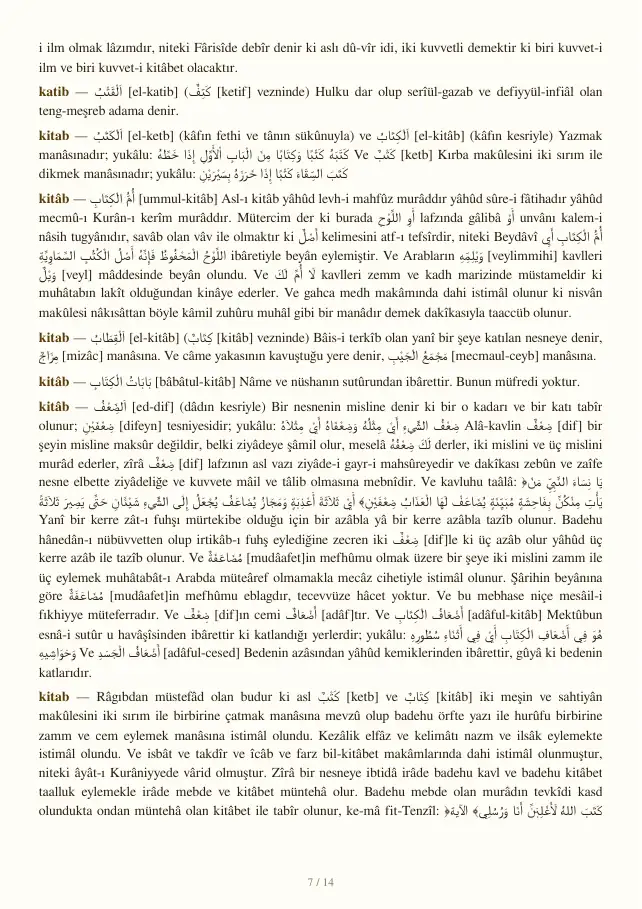 i ilm olmak lâzımdır, niteki Fârisîde debîr denir ki aslı dû-vîr idi, iki kuvvetli demektir ki biri kuvvet-i
ilm ve biri kuvvet-i kitâbet olacaktır.
katib — اَلْقَتْبُ [el-katib] (كَتِفٌ [ketif] vezninde) Hulku dar olup serîül-gazab ve defiyyül-infiâl olan
teng-meşreb adama denir.
kitab — اَلْكَتْبُ [el-ketb] (kâfın fethi ve tânın sükûnuyla) ve اَلْكِتَابُ [el-kitâb] (kâfın kesriyle) Yazmak
manâsınadır; yukâlu: كَتَبَهُ كَتْبًا وَكِتَابًا مِنَ الْبَابِ الْأَوَّلِ إِذَا خَطَّهُ Ve كَتْبٌ [ketb] Kırba makûlesini iki sırım ile
dikmek manâsınadır; yukâlu: كَتَبَ السِّقَاءَ كَتْبًا إِذَا خَرَزَهُ بِسَيْرَيْنِ
kitâb — أُمُّ الْكِتَابِ [ummul-kitâb] Asl-ı kitâb yâhûd levh-i mahfûz murâddır yâhûd sûre-i fâtihadır yâhûd
mecmû-ı Kurân-ı kerîm murâddır. Mütercim der ki burada أَوِ اللَّوْحِ lafzında gâlibâ أَوْ unvânı kalem-i
nâsih tugyândır, savâb olan vâv ile olmaktır ki أَصْلُ kelimesini atf-ı tefsîrdir, niteki Beydâvî أُمُّ الْكِتَابِ أَيِ
اللَّوْحُ الْمَحْفُوظُ فَإِنَّهُ أَصْلُ الْكُتُبِ السَّمَاوِيَّةِ ibâretiyle beyân eylemiştir. Ve Arabların وَيْلِمِّهِ [veylimmihi] kavlleri
وَيْلٌ [veyl] mâddesinde beyân olundu. Ve لَا أُمَّ لَكَ kavlleri zemm ve kadh marizinde müstameldir ki
muhâtabın lakît olduğundan kinâye ederler. Ve gahca medh makâmında dahi istimâl olunur ki nisvân
makûlesi nâkısâttan böyle kâmil zuhûru muhâl gibi bir manâdır demek dakîkasıyla taaccüb olunur.
kitab — اَلْقِطَابُ [el-kitâb] (كِتَابٌ [kitâb] vezninde) Bâis-i terkîb olan yanî bir şeye katılan nesneye denir,
مِزَاجٌ [mizâc] manâsına. Ve câme yakasının kavuştuğu yere denir, مَجْمَعُ الْجَيْبِ [mecmaul-ceyb] manâsına.
kitâb — بَابَاتُ الْكِتَابِ [bâbâtul-kitâb] Nâme ve nüshanın sutûrundan ibârettir. Bunun müfredi yoktur.
kitâb — اَلضِّعْفُ [ed-dif] (dâdın kesriyle) Bir nesnenin misline denir ki bir o kadarı ve bir katı tabîr
olunur; ضِعْفَيْنِ [difeyn] tesniyesidir; yukâlu: ضِعْفُ الشَّيْءِ أَيْ مِثْلُهُ وَضِعْفَاهُ أَيْ مِثْلَاهُ Alâ-kavlin ضِعْفٌ [dif] bir
şeyin misline maksûr değildir, belki ziyâdeye şâmil olur, meselâ لَكَ ضِعْفُهُ derler, iki mislini ve üç mislini
murâd ederler, zîrâ ضِعْفٌ [dif] lafzının asl vazı ziyâde-i gayr-i mahsûreyedir ve dakîkası zebûn ve zaîfe
nesne elbette ziyâdeliğe ve kuvvete mâil ve tâlib olmasına mebnîdir. Ve kavluhu taâlâ: ﴿يَا نِسَاءَ النَّبِيِّ مَنْ
يَأْتِ مِنْكُنَّ بِفَاحِشَةٍ مُبَيِّنَةٍ يُضَاعَفْ لَهَا الْعَذَابُ ضِعْفَيْنِ﴾ أَيْ ثَلَاثَةَ أَعْذِبَةٍ وَمَجَازُ يُضَاعَفُ يُجْعَلُ إِلَى الشَّيْءِ شَيْئَانِ حَتَّى يَصِيرَ ثَلَاثَةً
Yanî bir kerre zât-ı fuhşı mürtekibe olduğu için bir azâbla yâ bir kerre azâbla tazîb olunur. Badehu
hânedân-ı nübüvvetten olup irtikâb-ı fuhş eylediğine zecren iki ضِعْفٌ [dif]le ki üç azâb olur yâhûd üç
kerre azâb ile tazîb olunur. Ve مُضَاعَفَةٌ [mudâafet]in mefhûmu olmak üzere bir şeye iki mislini zamm ile
üç eylemek muhâtabât-ı Arabda müteâref olmamakla mecâz cihetiyle istimâl olunur. Şârihin beyânına
göre مُضَاعَفَةٌ [mudâafet]in mefhûmu eblagdır, tecevvüze hâcet yoktur. Ve bu mebhase niçe mesâil-i
fıkhiyye müteferradır. Ve ضِعْفٌ [dif]ın cemi أَضْعَافٌ [adâf]tır. Ve أَضْعَافُ الْكِتَابِ [adâful-kitâb] Mektûbun
esnâ-i sutûr u havâşîsinden ibârettir ki katlandığı yerlerdir; yukâlu: هُوَ فِي أَضْعَافِ الْكِتَابِ أَيْ فِي أَثْنَاءِ سُطُورِهِ
وَحَوَاشِيهِ Ve أَضْعَافُ الْجَسَدِ [adâful-cesed] Bedenin azâsından yâhûd kemiklerinden ibârettir, gûyâ ki bedenin
katlarıdır.
kitab — Râgıbdan müstefâd olan budur ki asl كَتْبٌ [ketb] ve كِتَابٌ [kitâb] iki meşin ve sahtiyân
makûlesini iki sırım ile birbirine çatmak manâsına mevzû olup badehu örfte yazı ile hurûfu birbirine
zamm ve cem eylemek manâsına istimâl olundu. Kezâlik elfâz ve kelimâtı nazm ve ilsâk eylemekte
istimâl olundu. Ve isbât ve takdîr ve îcâb ve farz bil-kitâbet makâmlarında dahi istimâl olunmuştur,
niteki âyât-ı Kurâniyyede vârid olmuştur. Zîrâ bir nesneye ibtidâ irâde badehu kavl ve badehu kitâbet
taalluk eylemekle irâde mebde ve kitâbet müntehâ olur. Badehu mebde olan murâdın tevkîdi kasd
olundukta ondan müntehâ olan kitâbet ile tabîr olunur, ke-mâ fit-Tenzîl: ﴿كَتَبَ اللهُ لَأَغْلِبَنَّ أَنَا وَرُسُلِي﴾ الآية
7 / 14